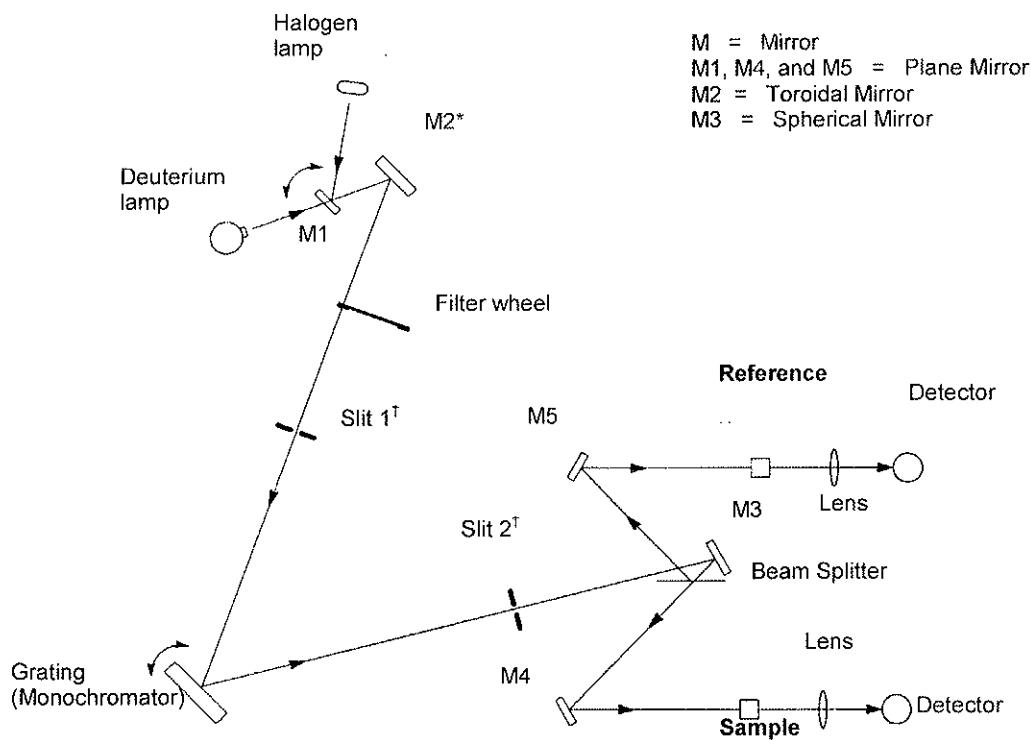 Halogen
lamp
M = Mirror
M1, M4, and M5 = Plane Mirror
M2 = Toroidal Mirror
M3 = Spherical Mirror
M2*
Deuterium
lamp
M1
Filter wheel
Reference
Detector
Slit 1†
M5
M3
Lens
Slit 2†
Beam Splitter
Lens
M4
Grating
(Monochromator)
Detector
Sample